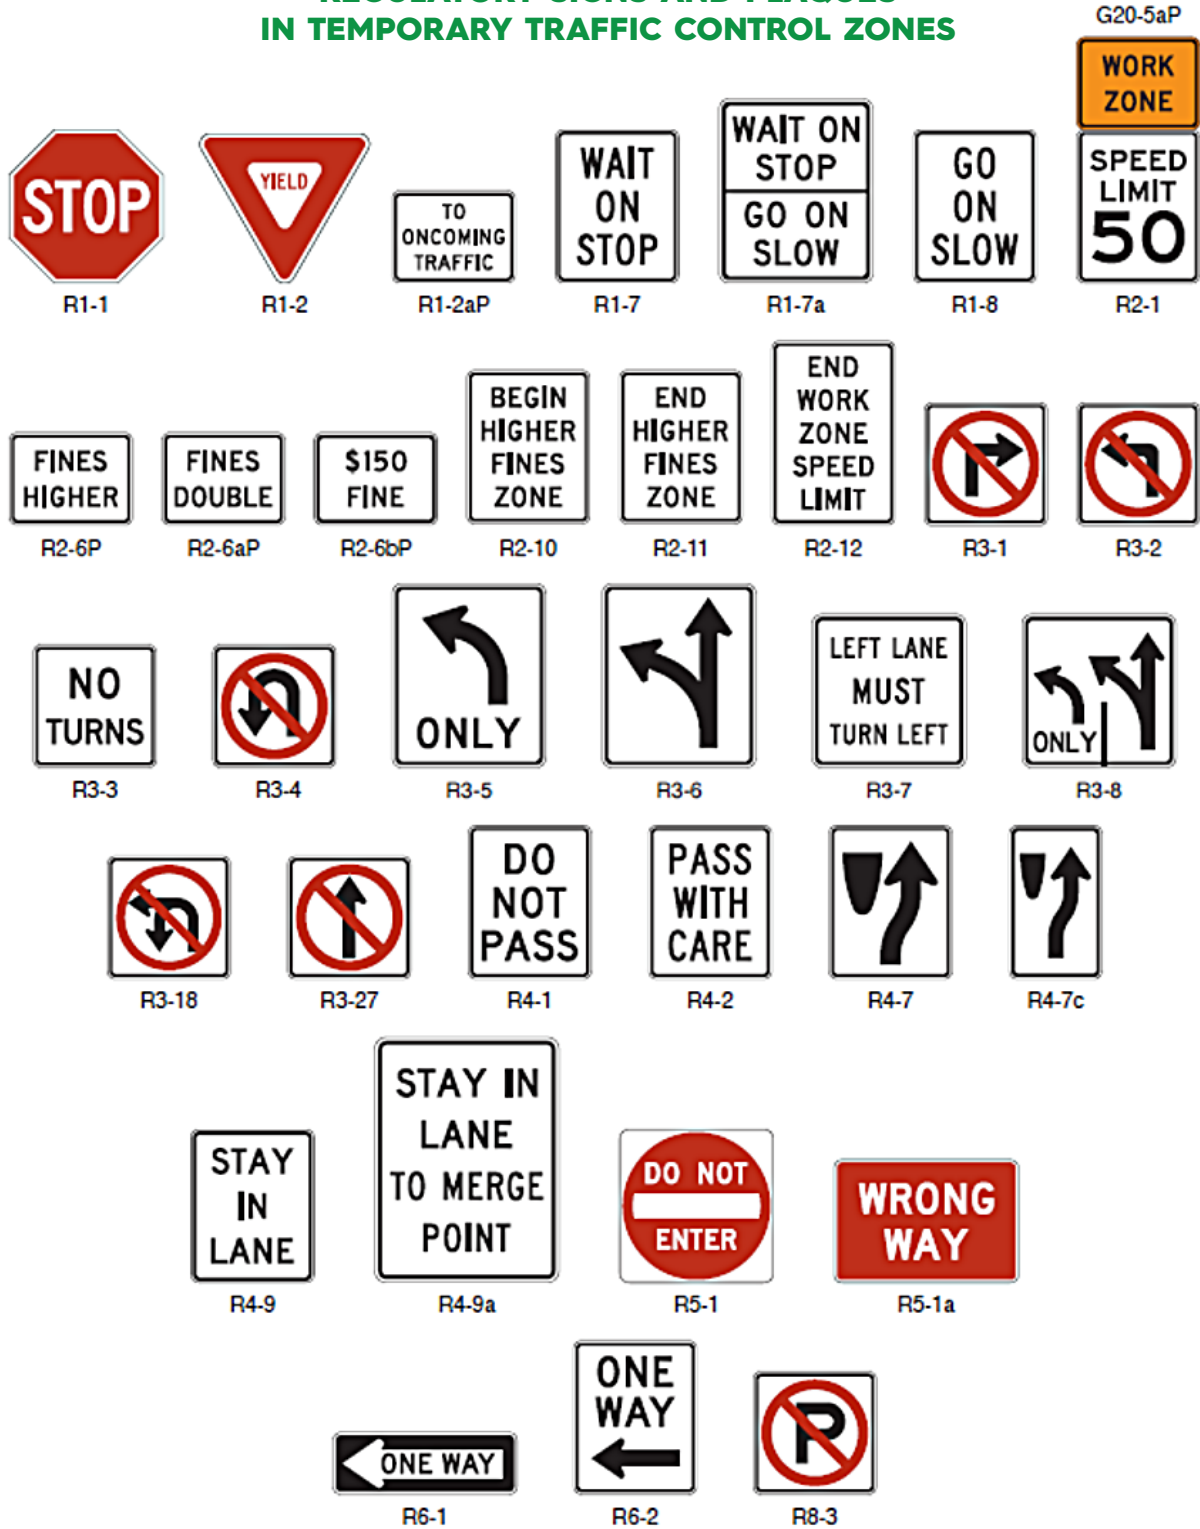 REGULATORY SIGNS AND PLAQUES
IN TEMPORARY TRAFFIC CONTROL ZONES
G20-5aP
WORK
ZONE
STOP
R1-1
YIELD
R1-2
TO
ONCOMING
TRAFFIC
R1-2aP
WAIT
ON
STOP
R1-7
WAIT ON
STOP
GO ON
SLOW
R1-7a
GO
ON
SLOW
R1-8
SPEED
LIMIT
50
R2-1
FINES
HIGHER
R2-6P
FINES
DOUBLE
R2-6aP
$150
FINE
R2-6bP
BEGIN
HIGHER
FINES
ZONE
R2-10
END
HIGHER
FINES
ZONE
R2-11
END
WORK
ZONE
SPEED
LIMIT
R2-12
R3-1
R3-2
NO
TURNS
R3-3
R3-4
ONLY
R3-5
R3-6
LEFT LANE
MUST
TURN LEFT
R3-7
ONLY
R3-8
R3-18
R3-27
DO
NOT
PASS
R4-1
PASS
WITH
CARE
R4-2
R4-7
R4-7c
STAY
IN
LANE
R4-9
STAY IN
LANE
TO MERGE
POINT
R4-9a
DO NOT
ENTER
R5-1
WRONG
WAY
R5-1a
ONE WAY
R6-1
ONE
WAY
R6-2
P
R8-3